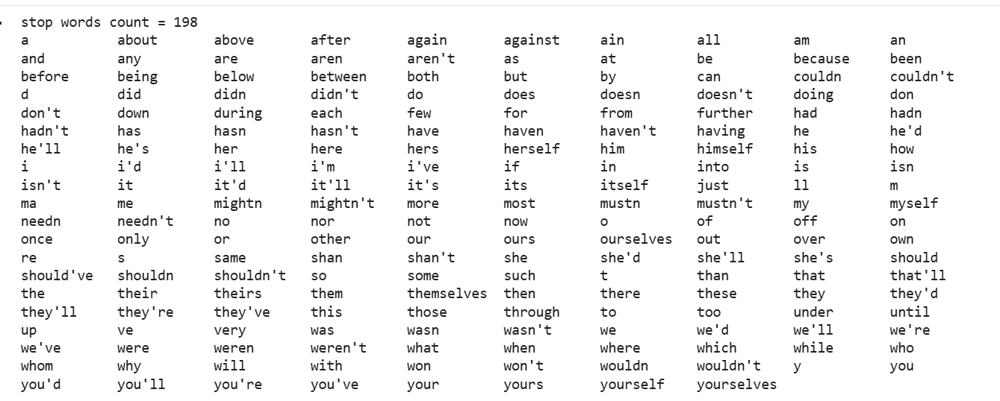 stop words count = 198
a about above after again against ain all am an
and any are aren aren't as at be because been
before being below between both but by can couldn couldn't
d did didn didn't do does doesn doesn't doing don
don't down during each few for from further had hadn
hadn't has hasn hasn't have haven haven't having he he'd
he'll he's her here hers herself him himself his how
i i'd i'll i'm i've if in into is isn
isn't it it'd it'll it's its itself just ll m
ma me mightn mightn't more most mustn mustn't my myself
needn needn't no nor not now o of off on
once only or other our ours ourselves out over own
re s same shan shan't she she'd she'll she's should
should've shouldn shouldn't so some such t than that that'll
the their theirs them themselves then there these they they'd
they'll they're they've this those through to too under until
up ve very was wasn wasn't we we'd we'll we're
we've were weren weren't what when where which while who
whom why will with won won't wouldn wouldn't y you
you'd you'll you're you've your yours yourself yourselves